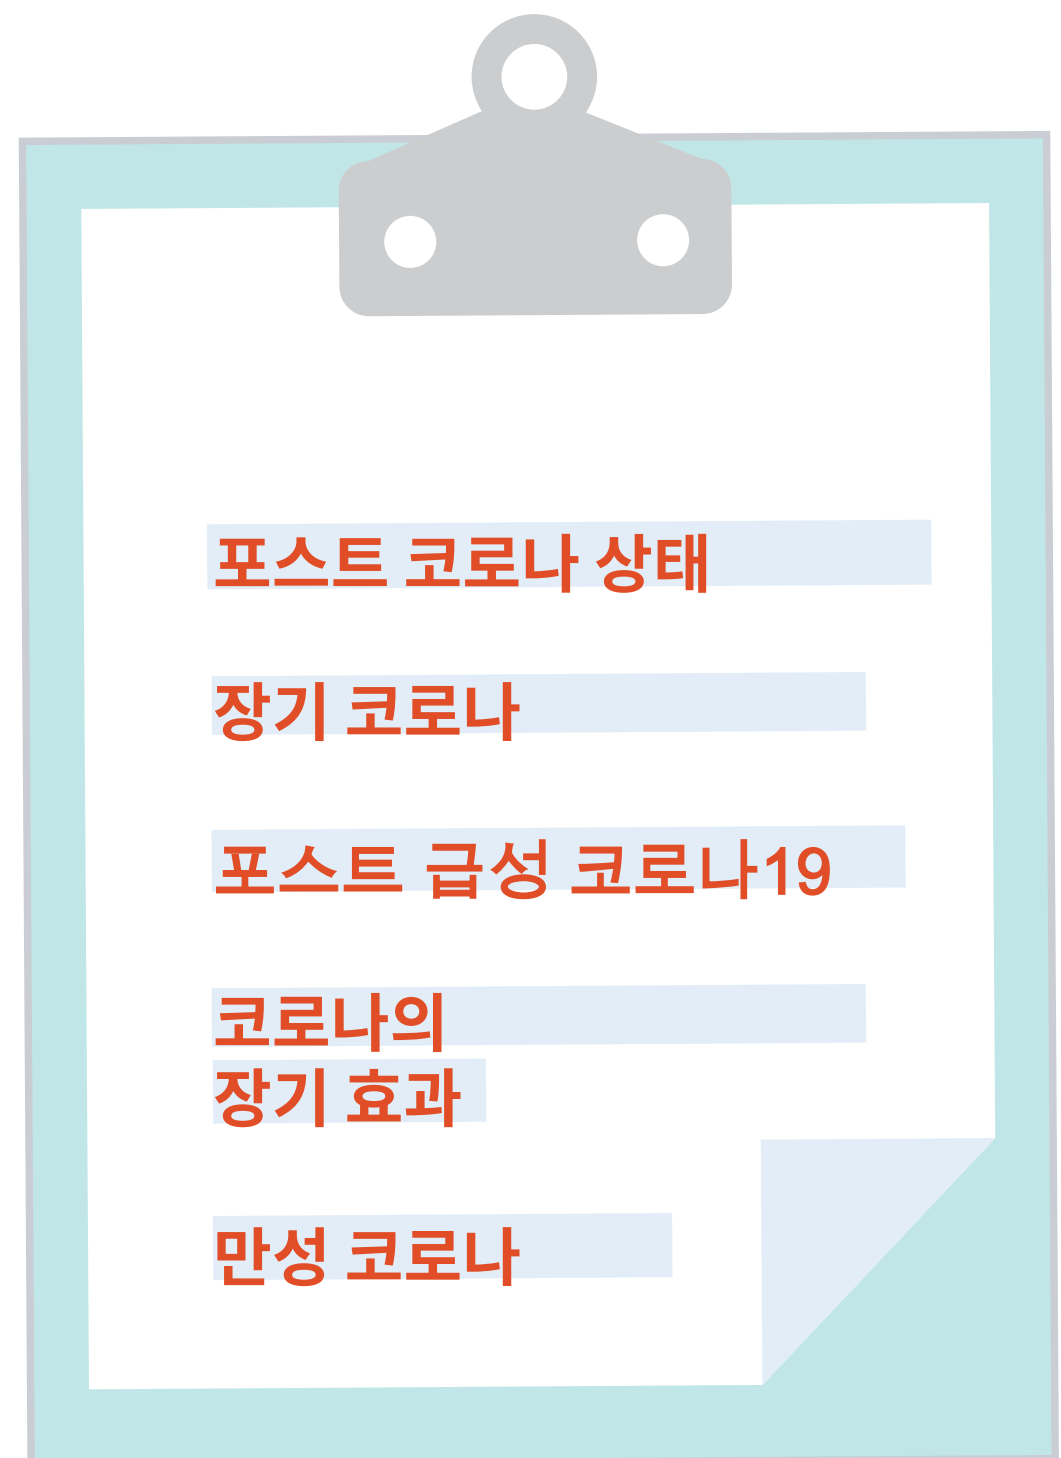 포스트 코로나 상태
장기 코로나
포스트 급성 코로나19
코로나의
장기 효과
만성 코로나